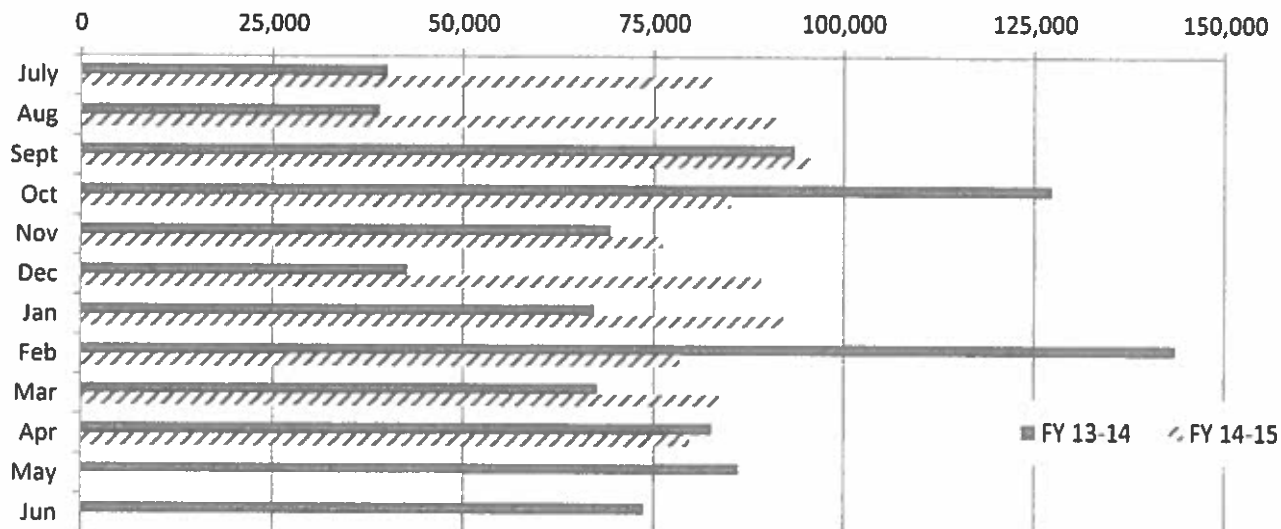 0 25,000 50,000 75,000 100,000 125,000 150,000
July
Aug
Sept
Oct
Nov
Dec
Jan
Feb
Mar
Apr
FY 13-14 FY 14-15
May
Jun